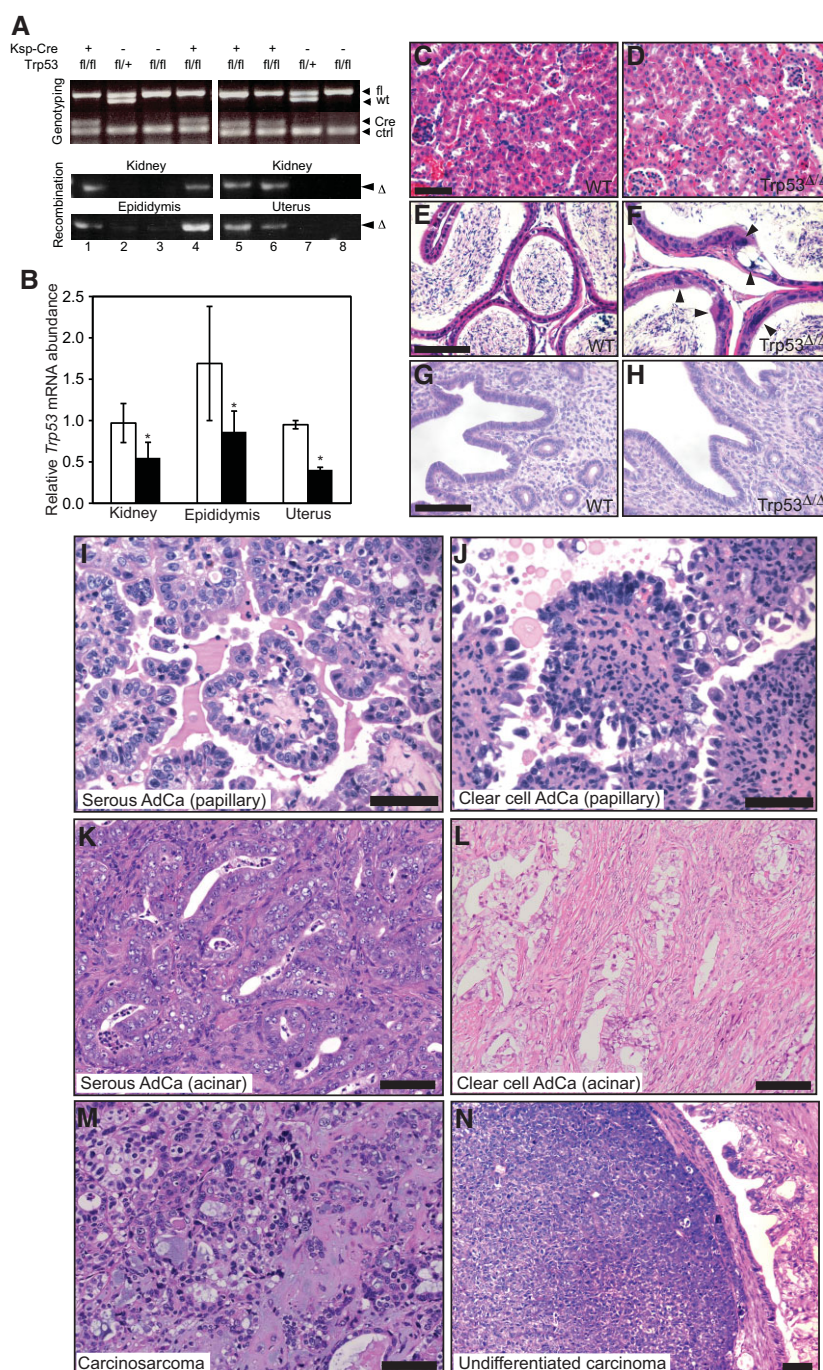 A
Ksp-Cre + - - + + + - -
Trp53 fl/fl fl/+ fl/fl fl/fl fl/fl fl/fl fl/+ fl/fl
Genotyping
fl
wt
Cre
ctrl
Recombination
Kidney Kidney
Δ
Epididymis Uterus
Δ
1 2 3 4 5 6 7 8
B
Relative Trp53 mRNA abundance
2.5
2.0
1.5
1.0
0.5
0.0
* * *
Kidney Epididymis Uterus
C
WT
D
Trp53Δ/Δ
E
WT
F
Trp53Δ/Δ
G
WT
H
Trp53Δ/Δ
I
Serous AdCa (papillary)
J
Clear cell AdCa (papillary)
K
Serous AdCa (acinar)
L
Clear cell AdCa (acinar)
M
Carcinosarcoma
N
Undifferentiated carcinoma